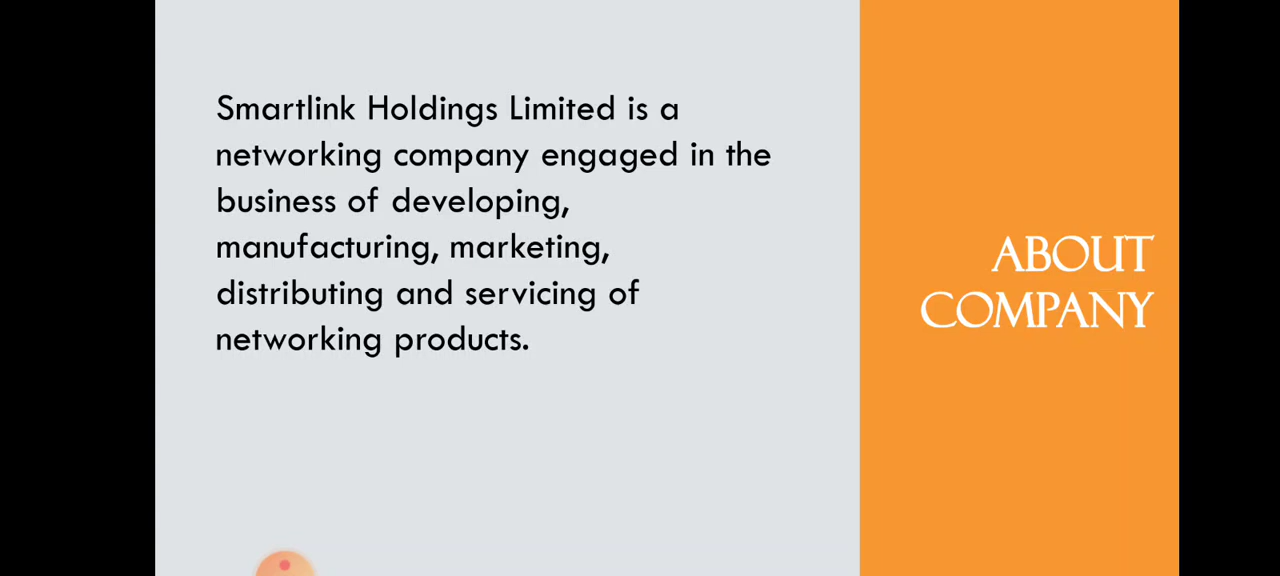 Smartlink Holdings Limited is a
networking company engaged in the
business of developing,
manufacturing, marketing,
distributing and servicing of
networking products.
ABOUT
COMPANY